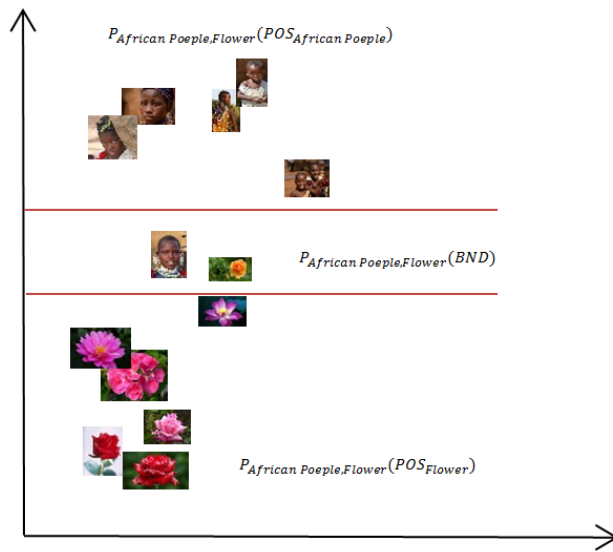 P_{African Poeple,Flower}(POS_{African Poeple})
P_{African Poeple,Flower}(BND)
P_{African Poeple,Flower}(POS_{Flower})